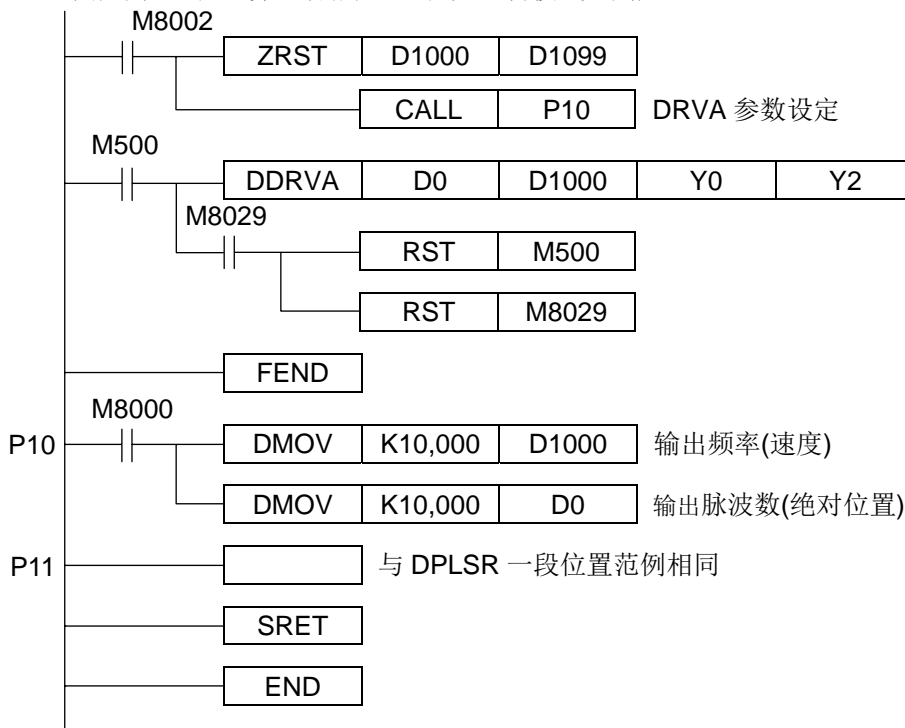 M8002
ZRST D1000 D1099
CALL P10 DRVA 参数设定
M500
DDRVA D0 D1000 Y0 Y2
M8029
RST M500
RST M8029
FEND
M8000
P10 DMOV K10,000 D1000 输出频率(速度)
DMOV K10,000 D0 输出脉波数(绝对位置)
P11 与 DPLSR 一段位置范例相同
SRET
END